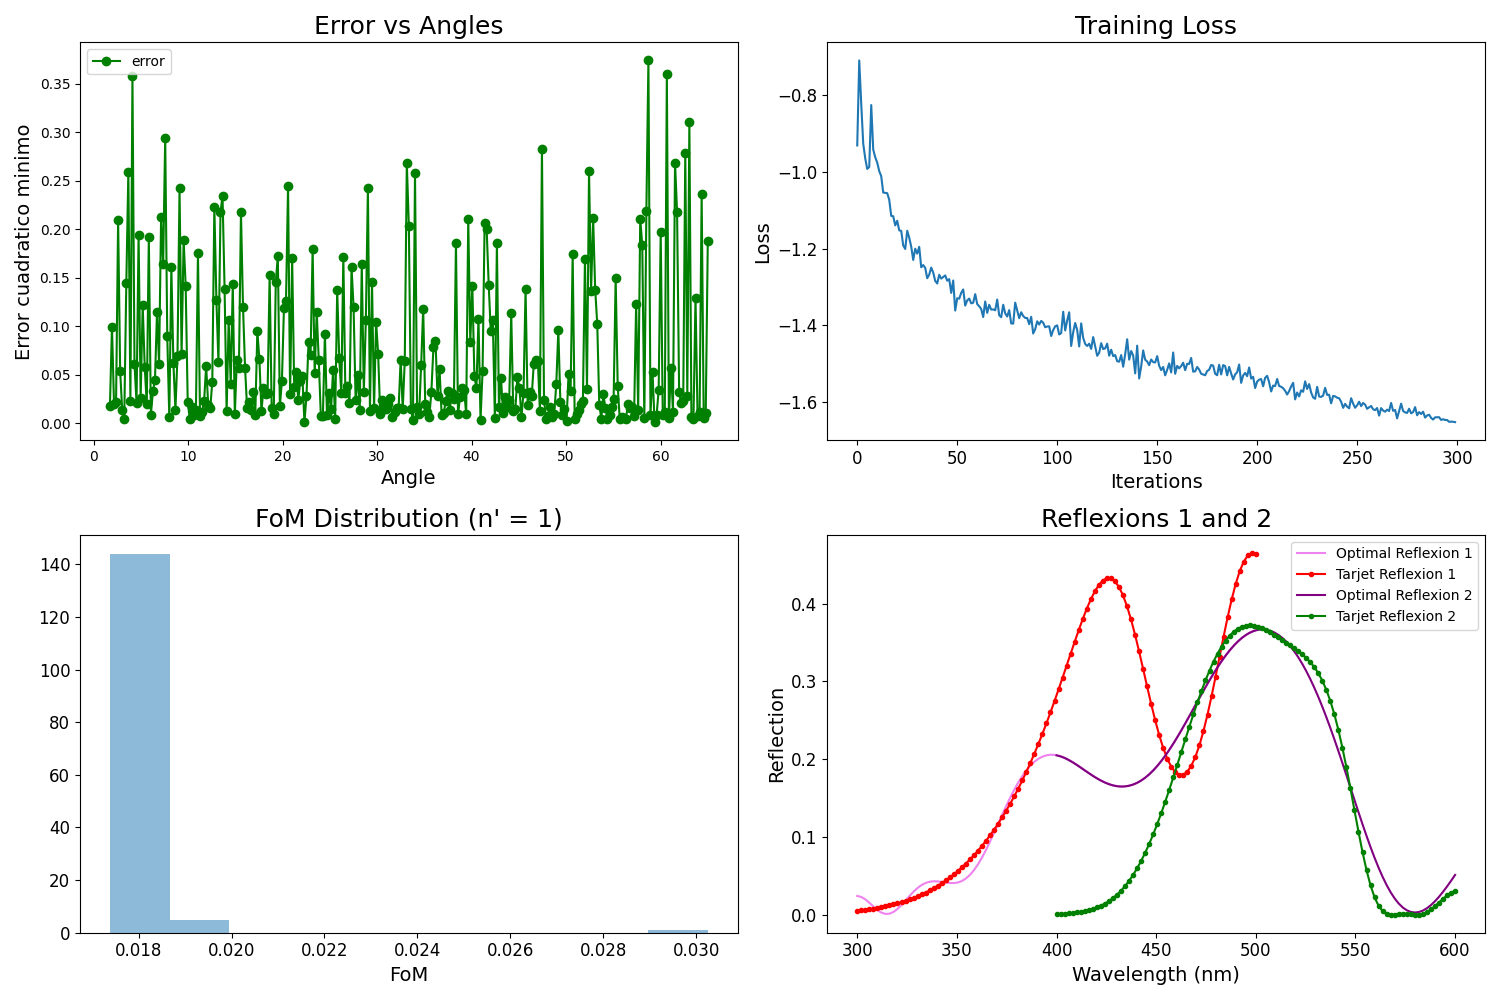 Error vs Angles
error
0.35
0.30
0.25
0.20
0.15
0.10
0.05
0.00
Error cuadratico minimo
0 10 20 30 40 50 60
Angle
Training Loss
−0.8
−1.0
−1.2
−1.4
−1.6
Loss
0 50 100 150 200 250 300
Iterations
FoM Distribution (n' = 1)
140
120
100
80
60
40
20
0
0.018 0.020 0.022 0.024 0.026 0.028 0.030
FoM
Reflexions 1 and 2
Optimal Reflexion 1
Tarjet Reflexion 1
Optimal Reflexion 2
Tarjet Reflexion 2
0.4
0.3
0.2
0.1
0.0
Reflection
300 350 400 450 500 550 600
Wavelength (nm)